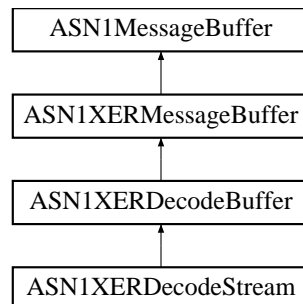 ASN1MessageBuffer
ASN1XERMessageBuffer
ASN1XERDecodeBuffer
ASN1XERDecodeStream